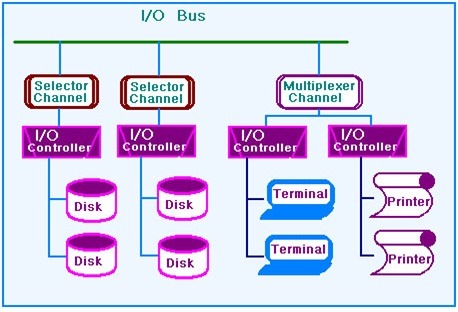 I/O Bus
Selector
Channel
Selector
Channel
Multiplexer
Channel
I/O
Controller
I/O
Controller
I/O
Controller
I/O
Controller
Disk
Disk
Terminal
Printer
Disk
Disk
Terminal
Printer